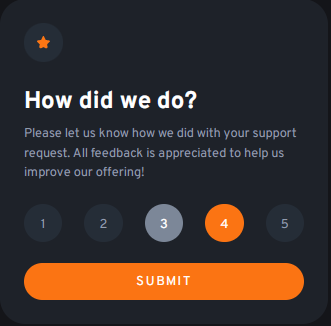 How did we do?
Please let us know how we did with your support
request. All feedback is appreciated to help us
improve our offering!
1 2 3 4 5
SUBMIT